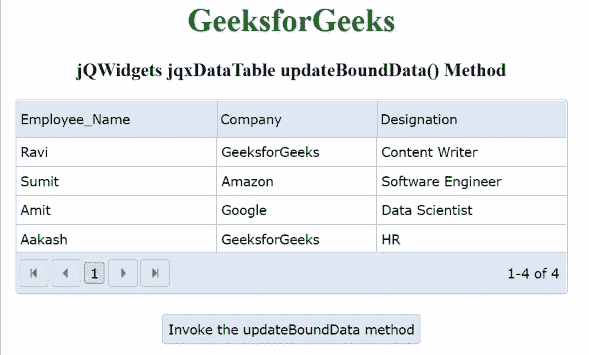 GeeksforGeeks
jQWidgets jqxDataTable updateBoundData() Method
Employee_Name Company Designation
Ravi GeeksforGeeks Content Writer
Sumit Amazon Software Engineer
Amit Google Data Scientist
Aakash GeeksforGeeks HR
1 1-4 of 4
Invoke the updateBoundData method